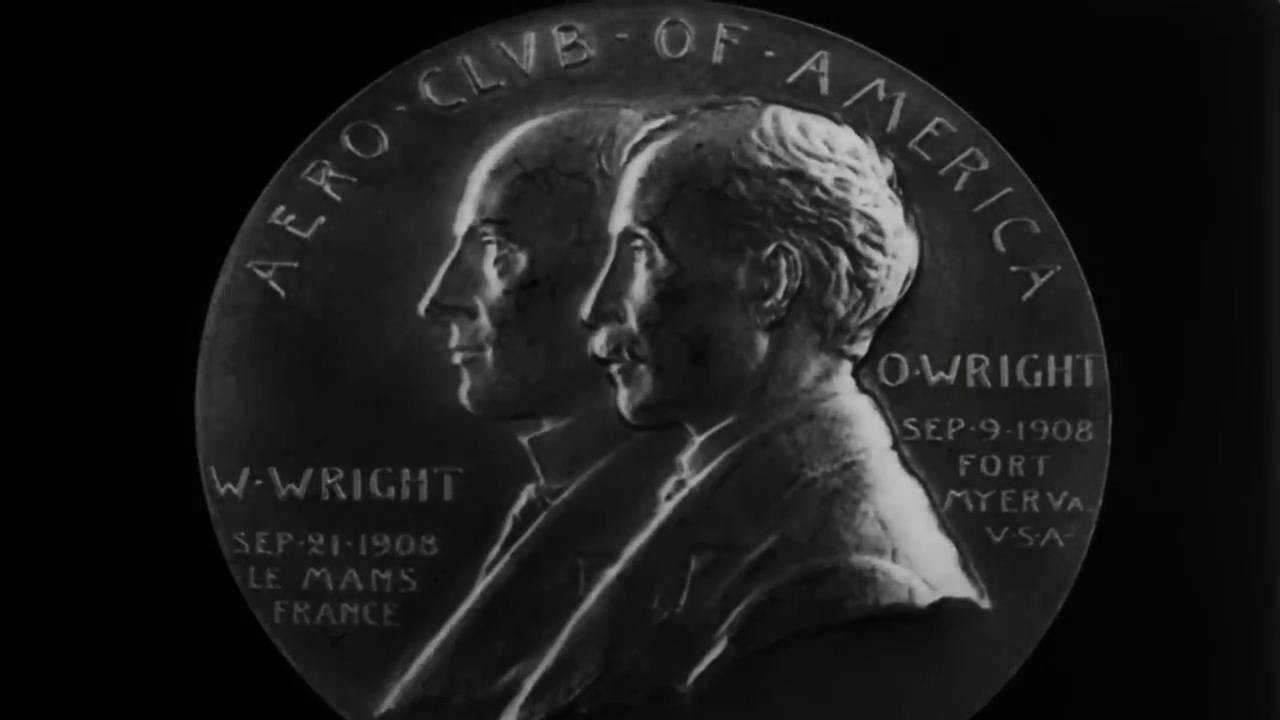 AERO·CLVB·OF·AMERICA
W·WRIGHT
SEP·21·1908
LE MANS
FRANCE
O·WRIGHT
SEP·9·1908
FORT
MYER VA.
V·S·A·